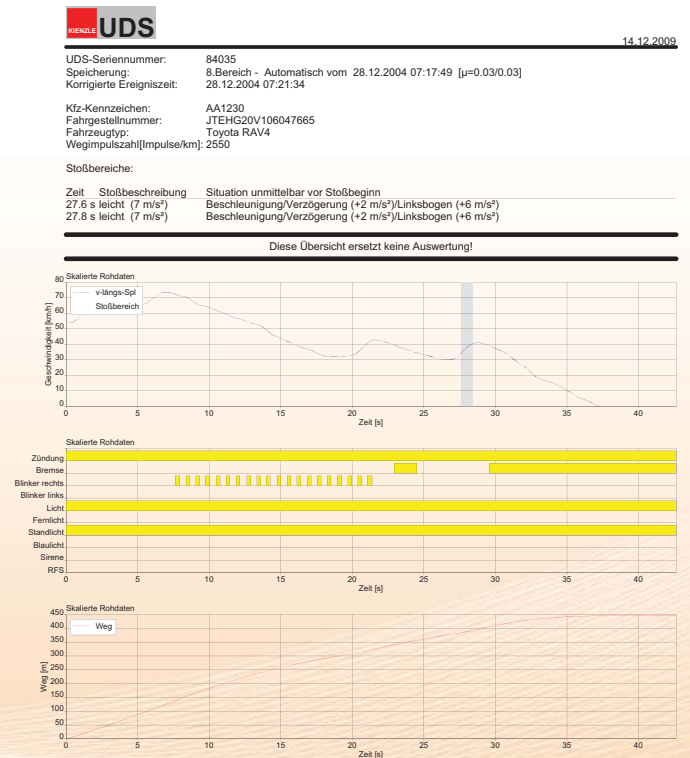 KIENZLE UDS
14.12.2009
UDS-Seriennummer: 84035
Speicherung: 8.Bereich - Automatisch vom 28.12.2004 07:17:49 [µ=0.03/0.03]
Korrigierte Ereigniszeit: 28.12.2004 07:21:34
Kfz-Kennzeichen: AA1230
Fahrgestellnummer: JTEHG20V106047665
Fahrzeugtyp: Toyota RAV4
Wegimpulszahl[Impulse/km]: 2550
Stoßbereiche:
Zeit Stoßbeschreibung Situation unmittelbar vor Stoßbeginn
27.6 s leicht (7 m/s²) Beschleunigung/Verzögerung (+2 m/s²)/Linksbogen (+6 m/s²)
27.8 s leicht (7 m/s²) Beschleunigung/Verzögerung (+2 m/s²)/Linksbogen (+6 m/s²)
Diese Übersicht ersetzt keine Auswertung!
Skalierte Rohdaten
v-längs-Spl
Stoßbereich
Geschwindigkeit [km/h]
80
70
60
50
40
30
20
10
0
0 5 10 15 20 25 30 35 40
Zeit [s]
Skalierte Rohdaten
Zündung
Bremse
Blinker rechts
Blinker links
Licht
Fernlicht
Standlicht
Blaulicht
Sirene
RFS
0 5 10 15 20 25 30 35 40
Zeit [s]
Skalierte Rohdaten
Weg
Weg [m]
450
400
350
300
250
200
150
100
50
0
0 5 10 15 20 25 30 35 40
Zeit [s]